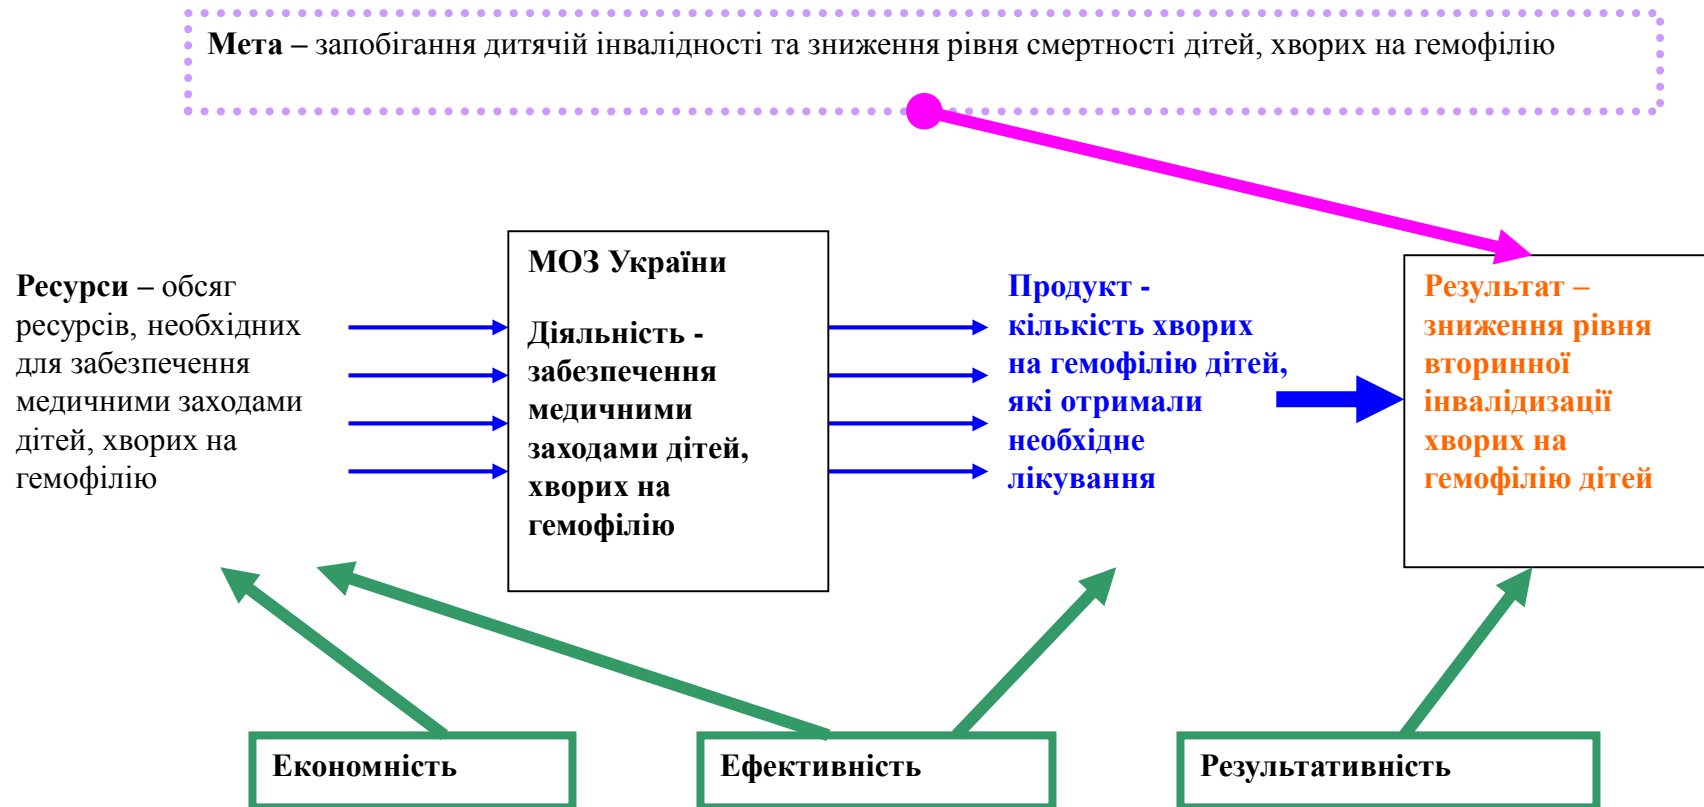 Мета – запобігання дитячій інвалідності та зниження рівня смертності дітей, хворих на гемофілію
Ресурси – обсяг
ресурсів, необхідних
для забезпечення
медичними заходами
дітей, хворих на
гемофілію
МОЗ України
Діяльність -
забезпечення
медичними
заходами дітей,
хворих на
гемофілію
Продукт -
кількість хворих
на гемофілію дітей,
які отримали
необхідне
лікування
Результат –
зниження рівня
вторинної
інвалідизації
хворих на
гемофілію дітей
Економність
Ефективність
Результативність